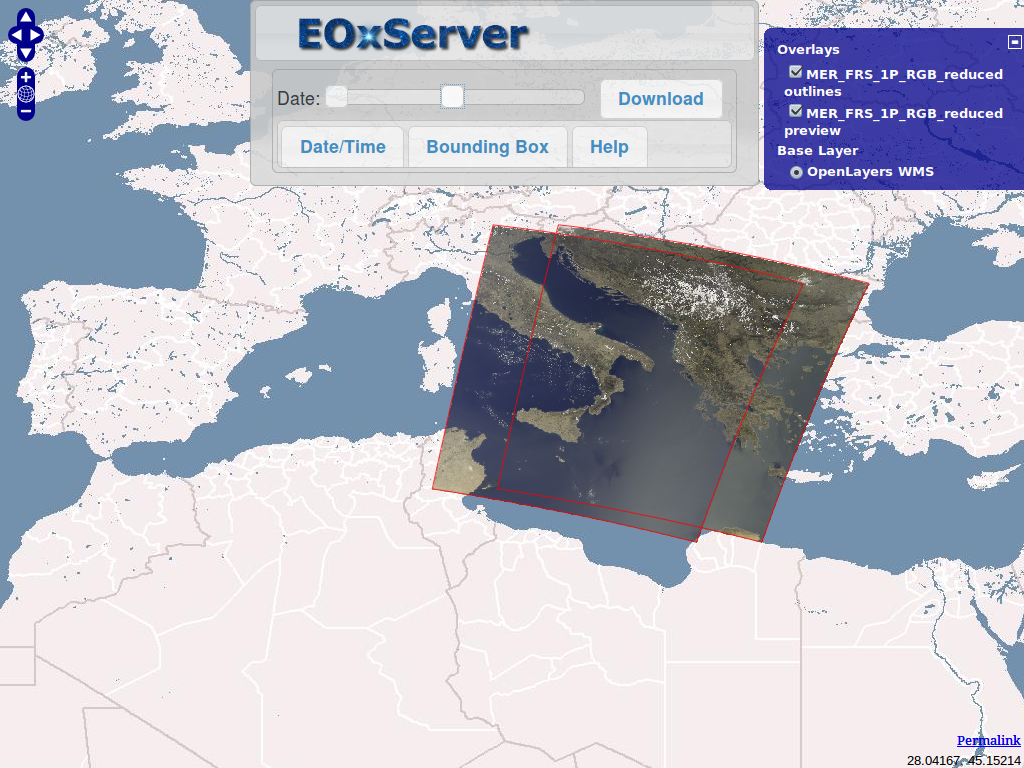 EOxServer
Date:
Download
Date/Time
Bounding Box
Help
Overlays
MER_FRS_1P_RGB_reduced
outlines
MER_FRS_1P_RGB_reduced
preview
Base Layer
OpenLayers WMS
Permalink
28.04167, 45.15214